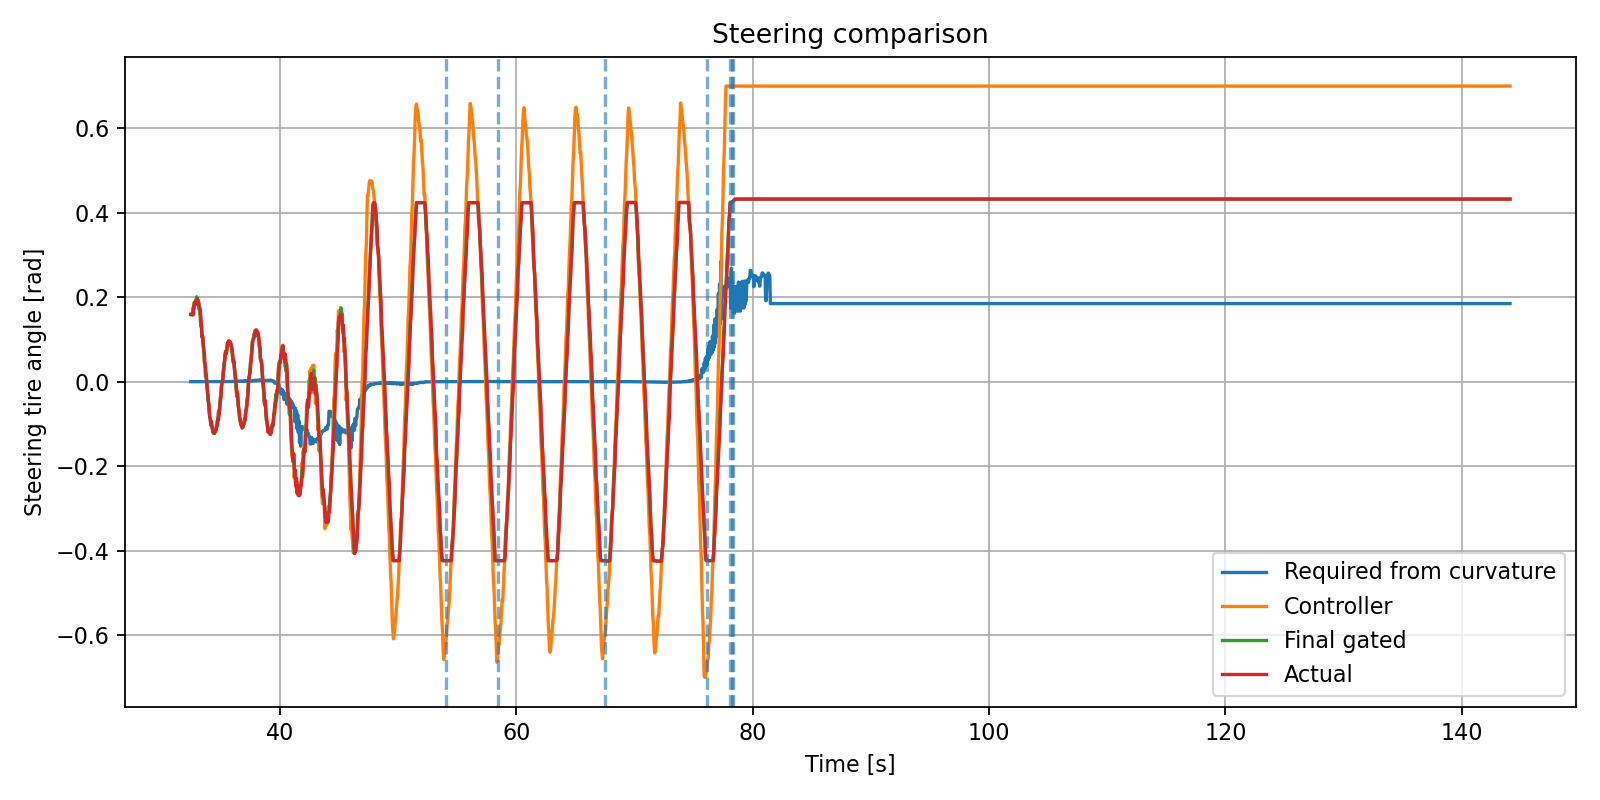 Steering comparison
Steering tire angle [rad]
0.6
0.4
0.2
0.0
−0.2
−0.4
−0.6
Required from curvature
Controller
Final gated
Actual
40
60
80
100
120
140
Time [s]